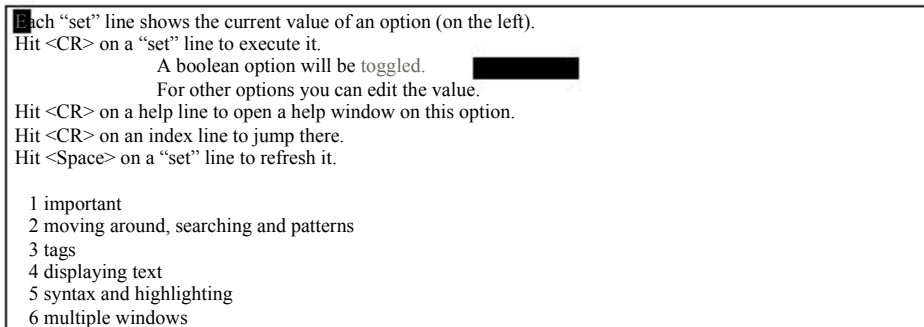 Each “set” line shows the current value of an option (on the left).
Hit <CR> on a “set” line to execute it.
A boolean option will be toggled.
For other options you can edit the value.
Hit <CR> on a help line to open a help window on this option.
Hit <CR> on an index line to jump there.
Hit <Space> on a “set” line to refresh it.
1 important
2 moving around, searching and patterns
3 tags
4 displaying text
5 syntax and highlighting
6 multiple windows